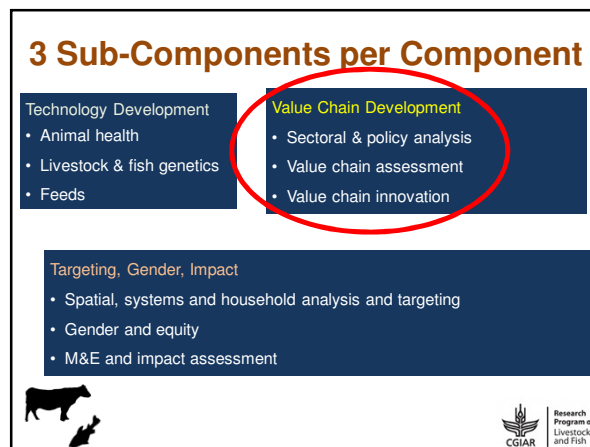 3 Sub-Components per Component
Technology Development
• Animal health
• Livestock & fish genetics
• Feeds
Value Chain Development
• Sectoral & policy analysis
• Value chain assessment
• Value chain innovation
Targeting, Gender, Impact
• Spatial, systems and household analysis and targeting
• Gender and equity
• M&E and impact assessment
CGIAR
Research
Program o
Livestock
and Fish